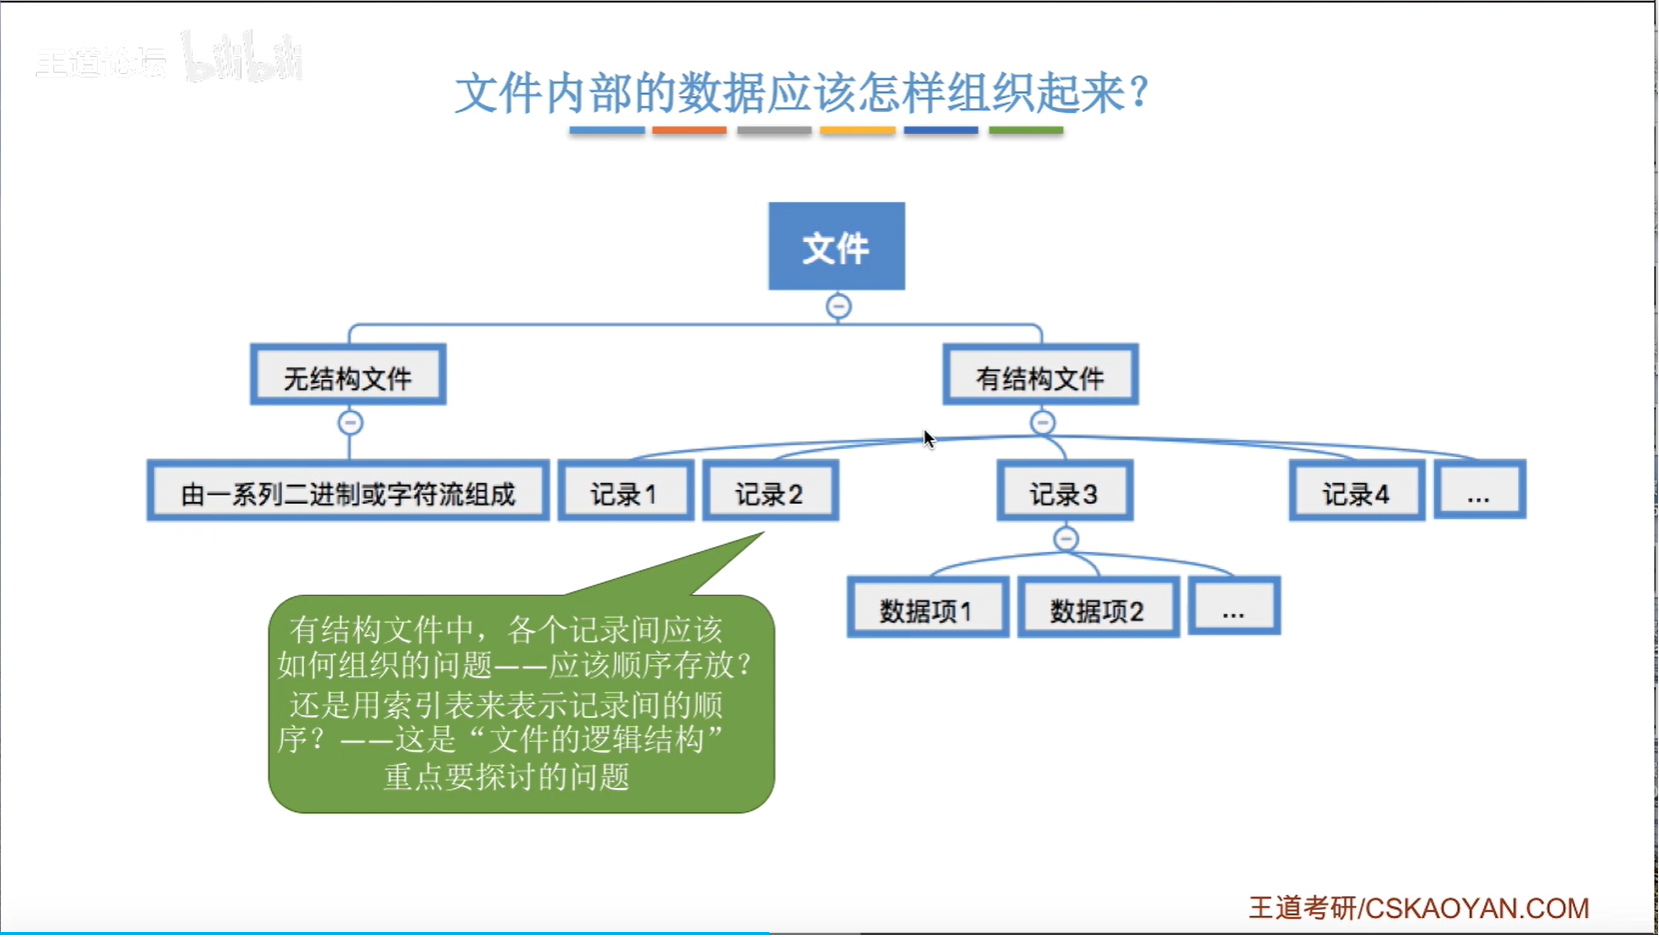 王道论坛 bilibili
文件内部的数据应该怎样组织起来？
文件
无结构文件
有结构文件
由一系列二进制或字符流组成
记录1
记录2
记录3
记录4
...
数据项1
数据项2
...
有结构文件中，各个记录间应该
如何组织的问题——应该顺序存放？
还是用索引表来表示记录间的顺
序？——这是“文件的逻辑结构”
重点要探讨的问题
王道考研/CSKAOYAN.COM